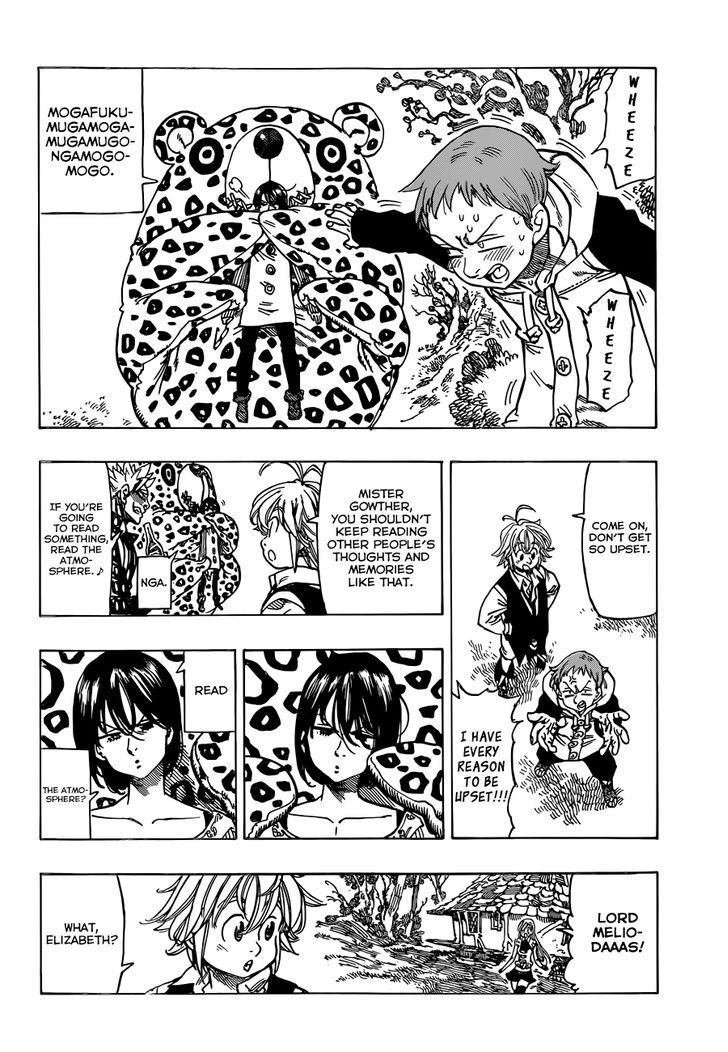 MOGAFUKU-
MUGAMOGA-
MUGAMUGO-
NGAMOGO-
MOGO.
WHEEZE
WHEEZE
COME ON,
DON'T GET
SO UPSET.
I HAVE
EVERY
REASON
TO BE
UPSET!!!
MISTER
GOWTHER,
YOU SHOULDN'T
KEEP READING
OTHER PEOPLE'S
THOUGHTS AND
MEMORIES
LIKE THAT.
IF YOU'RE
GOING
TO READ
SOMETHING,
READ THE
ATMO-
SPHERE.♪
NGA.
READ
THE ATMO-
SPHERE?
LORD
MELIO-
DAAAS!
WHAT,
ELIZABETH?